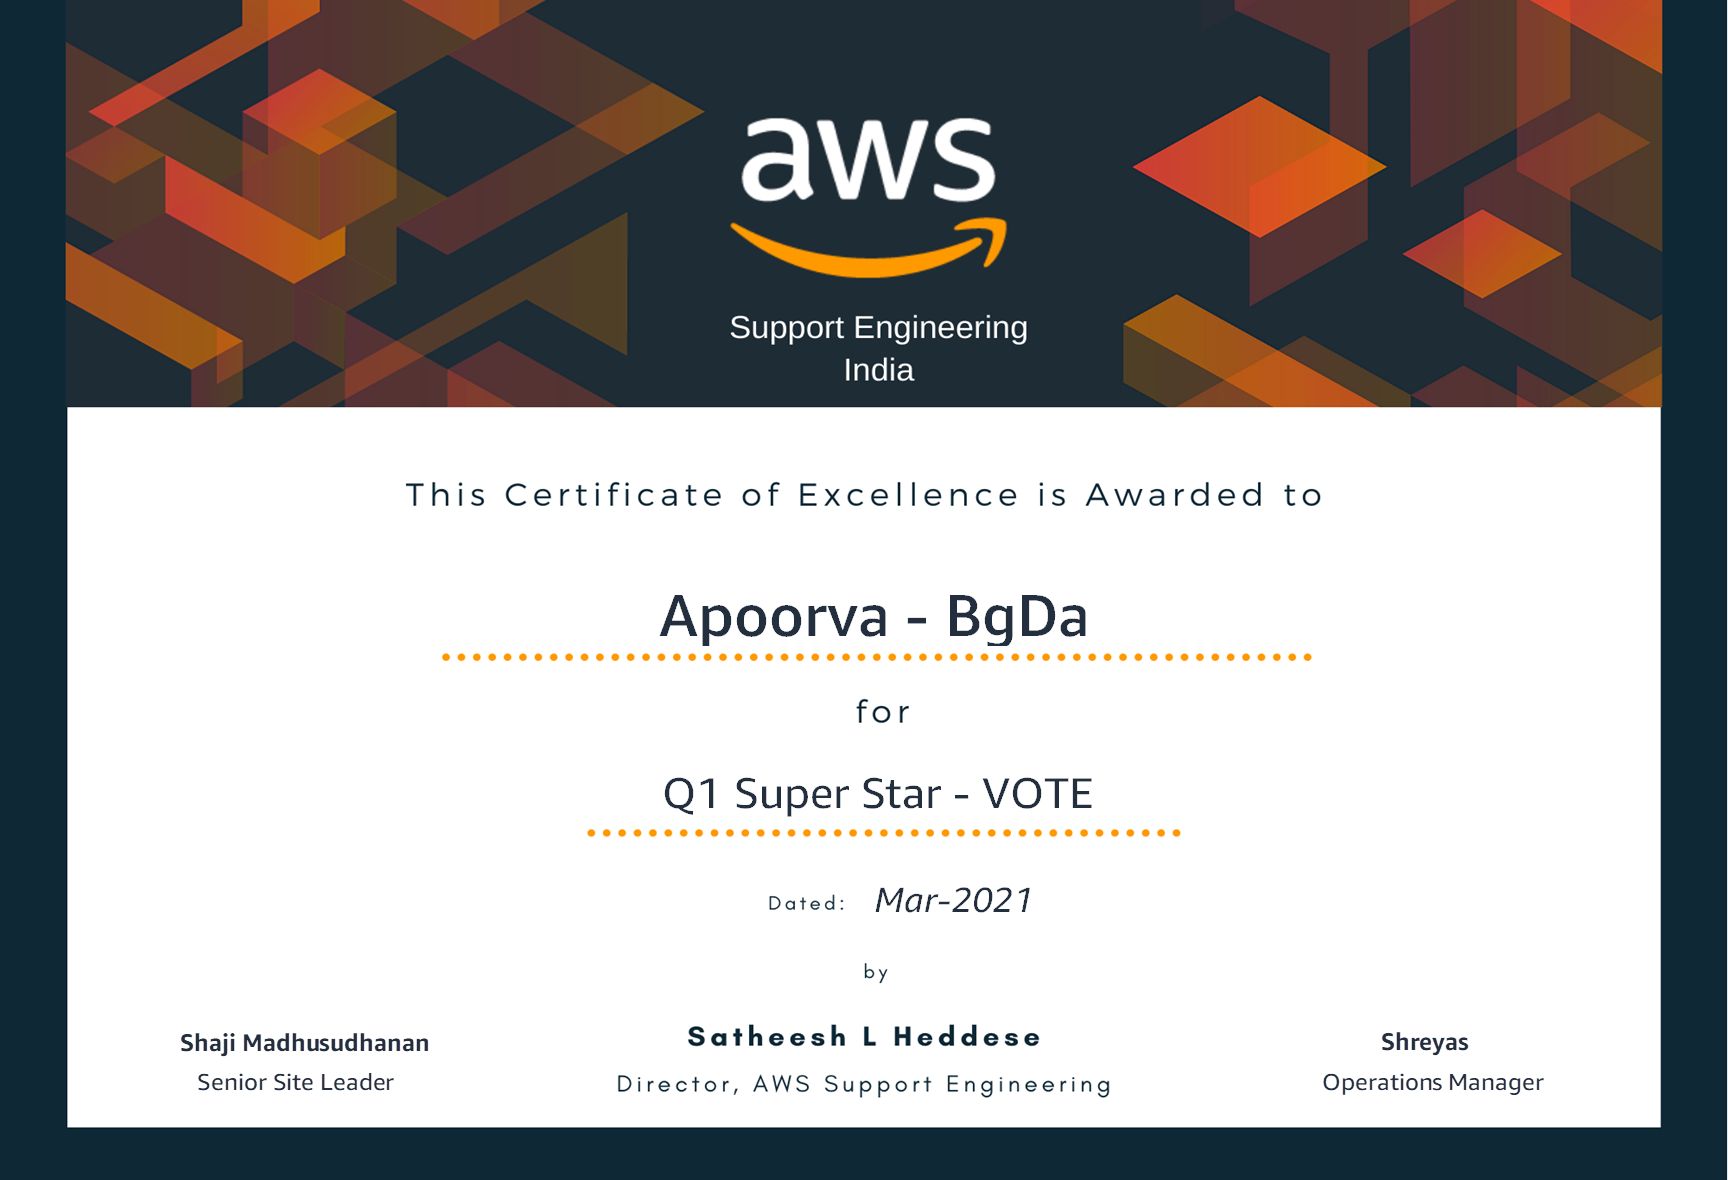 aws
Support Engineering
India
This Certificate of Excellence is Awarded to
Apoorva - BgDa
for
Q1 Super Star - VOTE
Dated: Mar-2021
by
Shaji Madhusudhanan
Senior Site Leader
Satheesh L Heddese
Director, AWS Support Engineering
Shreyas
Operations Manager